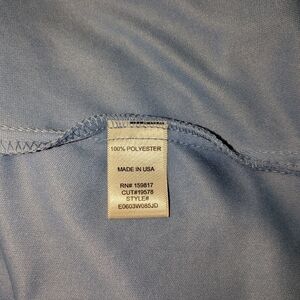 100% POLYESTER
MADE IN USA
RN# 159817
CUT#19578
STYLE#
E0603W085JD